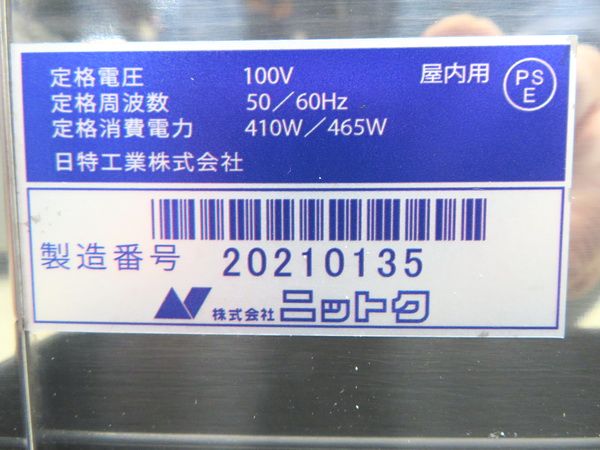 定格電圧 100V 屋内用
定格周波数 50／60Hz
定格消費電力 410W／465W
PS
E
日特工業株式会社
製造番号 20210135
株式会社 ニットク